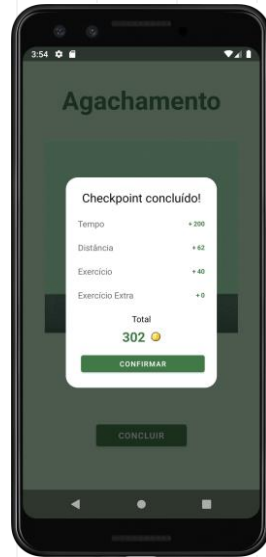 3:54
Agachamento
Checkpoint concluído!
Tempo +200
Distância +62
Exercício +40
Exercício Extra +0
Total
302
CONFIRMAR
CONCLUIR